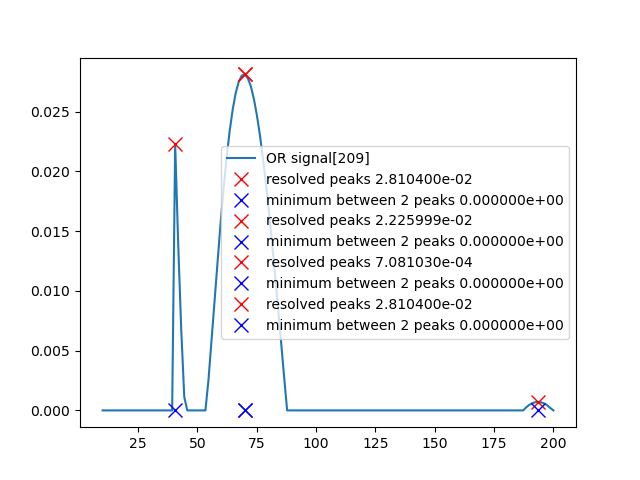 0.025
0.020
0.015
0.010
0.005
0.000
OR signal[209]
resolved peaks 2.810400e-02
minimum between 2 peaks 0.000000e+00
resolved peaks 2.225999e-02
minimum between 2 peaks 0.000000e+00
resolved peaks 7.081030e-04
minimum between 2 peaks 0.000000e+00
resolved peaks 2.810400e-02
minimum between 2 peaks 0.000000e+00
25 50 75 100 125 150 175 200